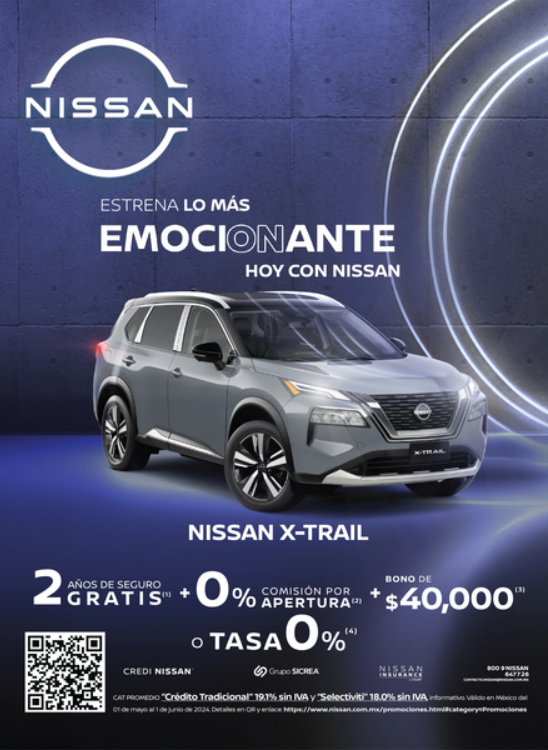 NISSAN
ESTRENA LO MÁS
EMOCIONANTE
HOY CON NISSAN
X-TRAIL
NISSAN X-TRAIL
2 AÑOS DE SEGURO GRATIS(1) + 0% COMISIÓN POR APERTURA(2) + BONO DE $40,000(3)
O TASA 0%(4)
CREDI NISSAN
Grupo SICREA
NISSAN INSURANCE
800 9 NISSAN
647726
CAT PROMEDIO "Crédito Tradicional" 19.1% sin IVA y "Selectiviti" 18.0% sin IVA, informativo. Válido en México del
01 de mayo al 1 de junio de 2024. Detalles en QR y enlace: https://www.nissan.com.mx/promociones.html#category=Promociones